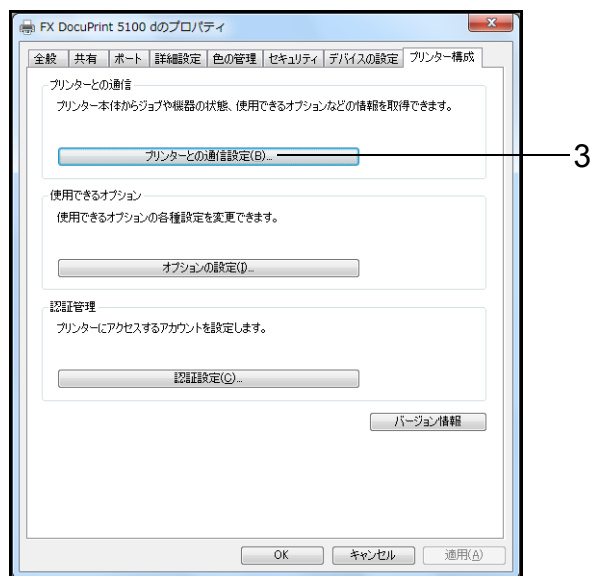 FX DocuPrint 5100 dのプロパティ
全般 共有 ポート 詳細設定 色の管理 セキュリティ デバイスの設定 プリンター構成
プリンターとの通信
プリンター本体からジョブや機器の状態、使用できるオプションなどの情報を取得できます。
プリンターとの通信設定(B)...
3
使用できるオプション
使用できるオプションの各種設定を変更できます。
オプションの設定(I)...
認証管理
プリンターにアクセスするアカウントを設定します。
認証設定(C)...
バージョン情報
OK キャンセル 適用(A)